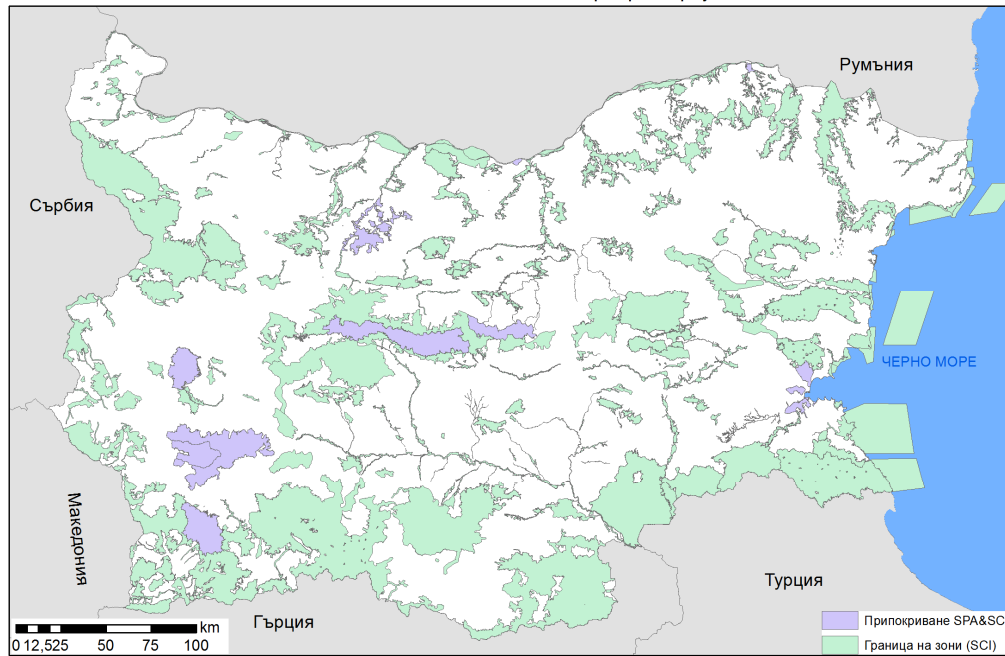 Румъния
Сърбия
ЧЕРНО МОРЕ
Македония
Турция
Гърция
km
0 12,525 50 75 100
Припокриване SPA&SC
Граница на зони (SCI)